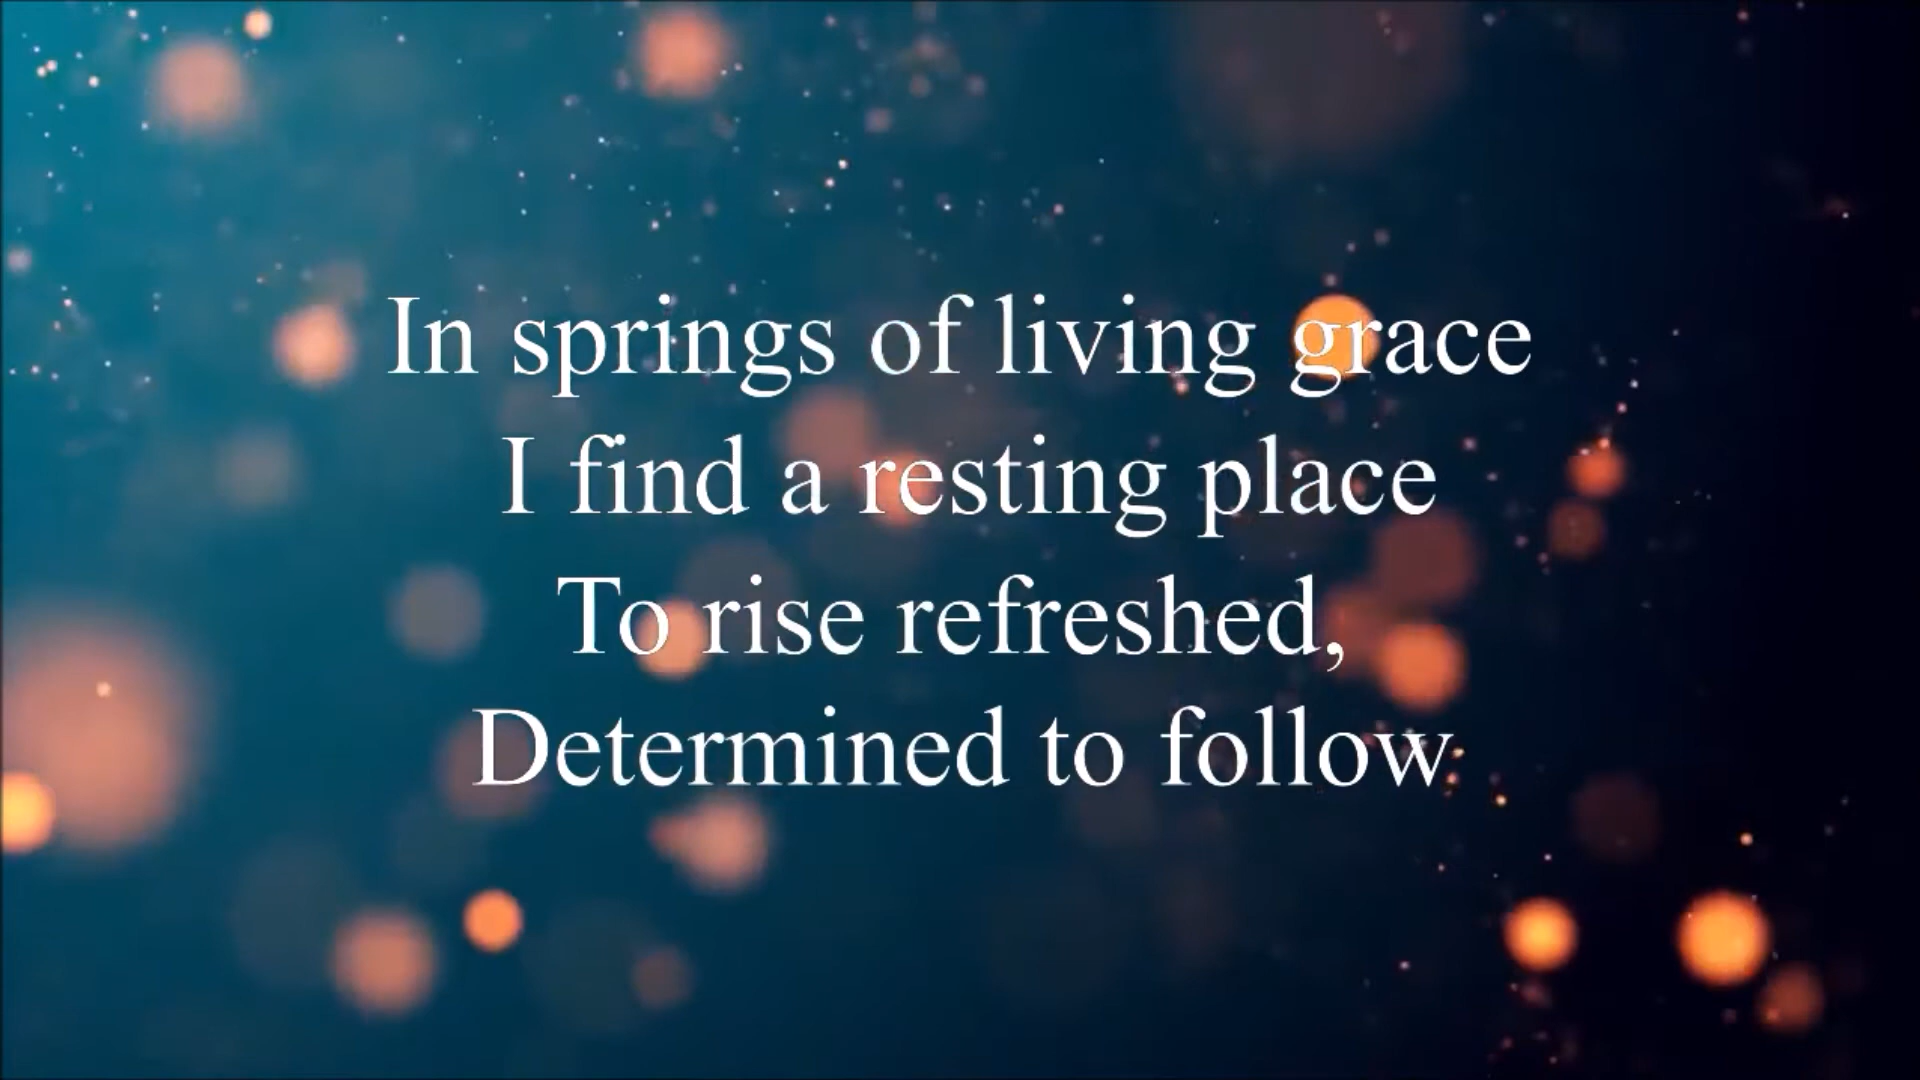 In springs of living grace
I find a resting place
To rise refreshed,
Determined to follow